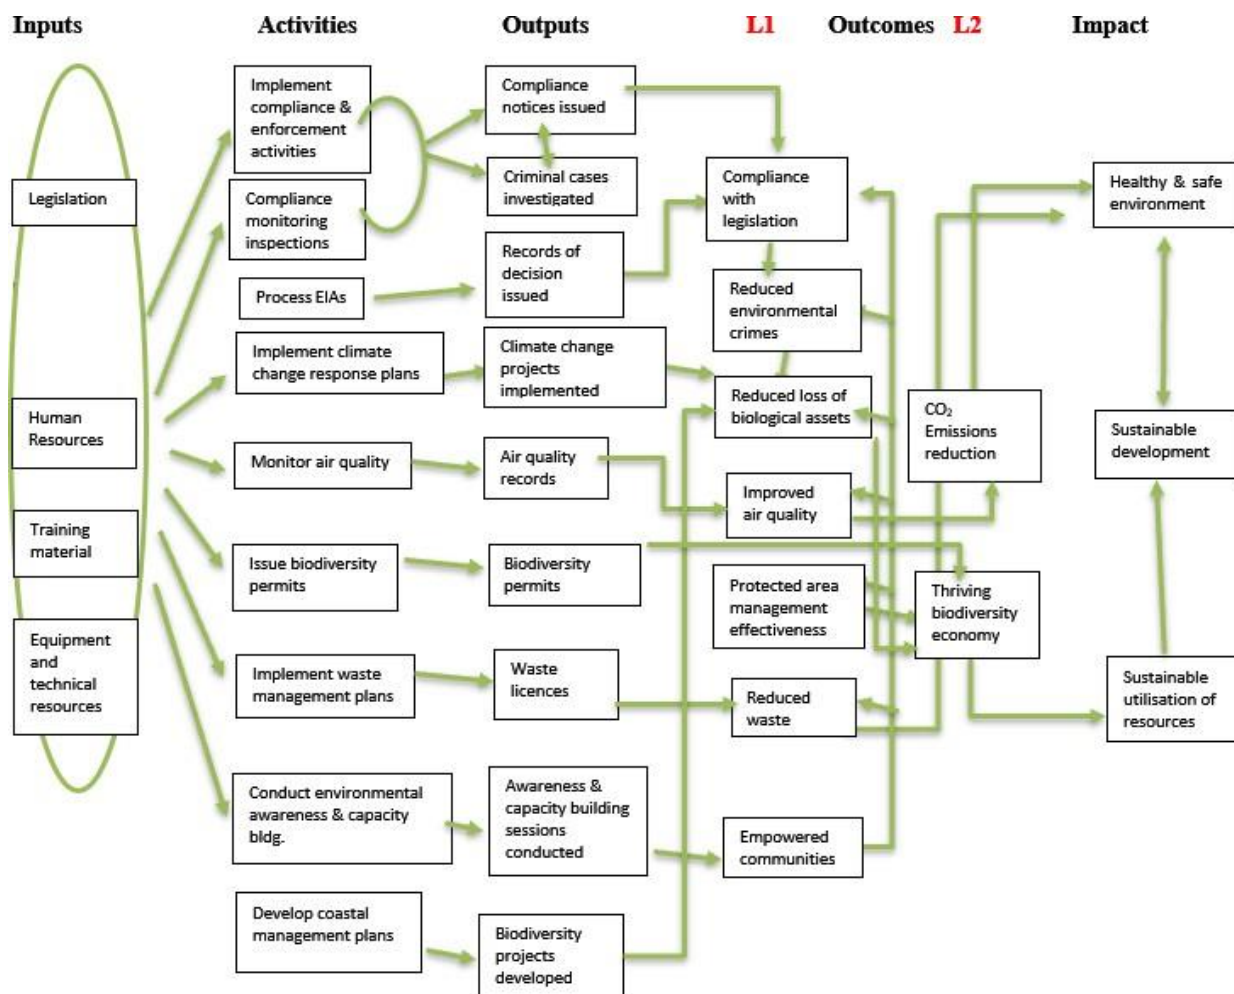 Inputs
Activities
Outputs
L1
Outcomes
L2
Impact
Legislation
Human
Resources
Training
material
Equipment
and
technical
resources
Implement
compliance &
enforcement
activities
Compliance
monitoring
inspections
Process EIAs
Implement climate
change response plans
Monitor air quality
Issue biodiversity
permits
Implement waste
management plans
Conduct environmental
awareness & capacity
bldg.
Develop coastal
management plans
Compliance
notices issued
Criminal cases
investigated
Records of
decision
issued
Climate change
projects
implemented
Air quality
records
Biodiversity
permits
Waste
licences
Awareness &
capacity building
sessions
conducted
Biodiversity
projects
developed
Compliance
with
legislation
Reduced
environmental
crimes
Reduced loss of
biological assets
Improved
air quality
Protected area
management
effectiveness
Reduced
waste
Empowered
communities
CO₂
Emissions
reduction
Thriving
biodiversity
economy
Healthy & safe
environment
Sustainable
development
Sustainable
utilisation of
resources